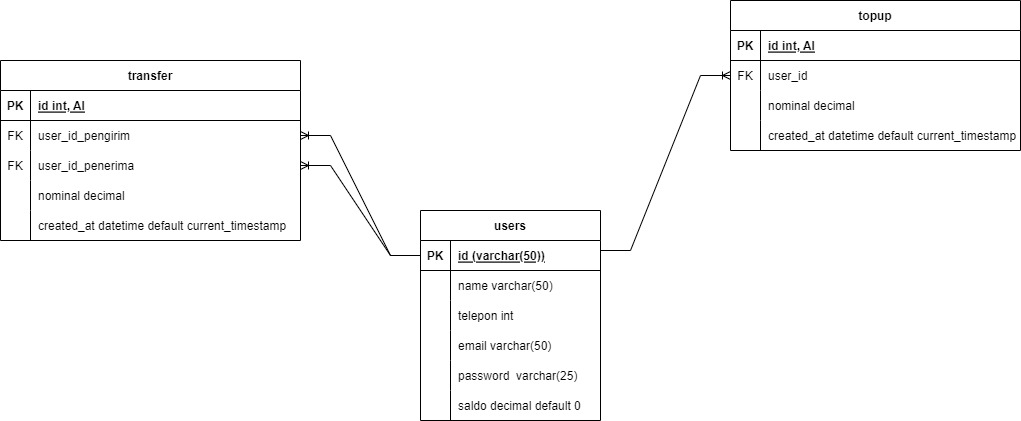 transfer
PK id int, AI
FK user_id_pengirim
FK user_id_penerima
nominal decimal
created_at datetime default current_timestamp
topup
PK id int, AI
FK user_id
nominal decimal
created_at datetime default current_timestamp
users
PK id (varchar(50))
name varchar(50)
telepon int
email varchar(50)
password  varchar(25)
saldo decimal default 0